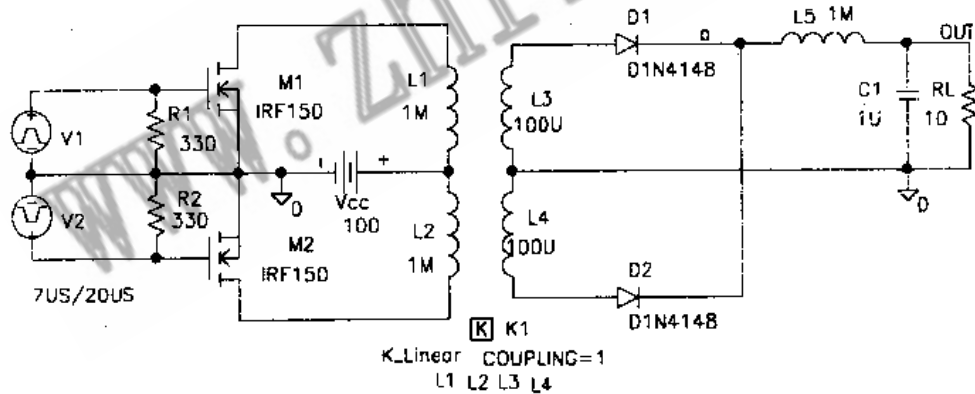 D1
D1N4148
a
L5 1M
OUT
M1
IRF150
L1
1M
L3
100U
C1
1U
RL
10
V1
R1
330
- +
0
Vcc
100
V2
R2
330
M2
IRF150
L2
1M
L4
100U
0
D2
D1N4148
7US/20US
K K1
K_Linear COUPLING=1
L1 L2 L3 L4